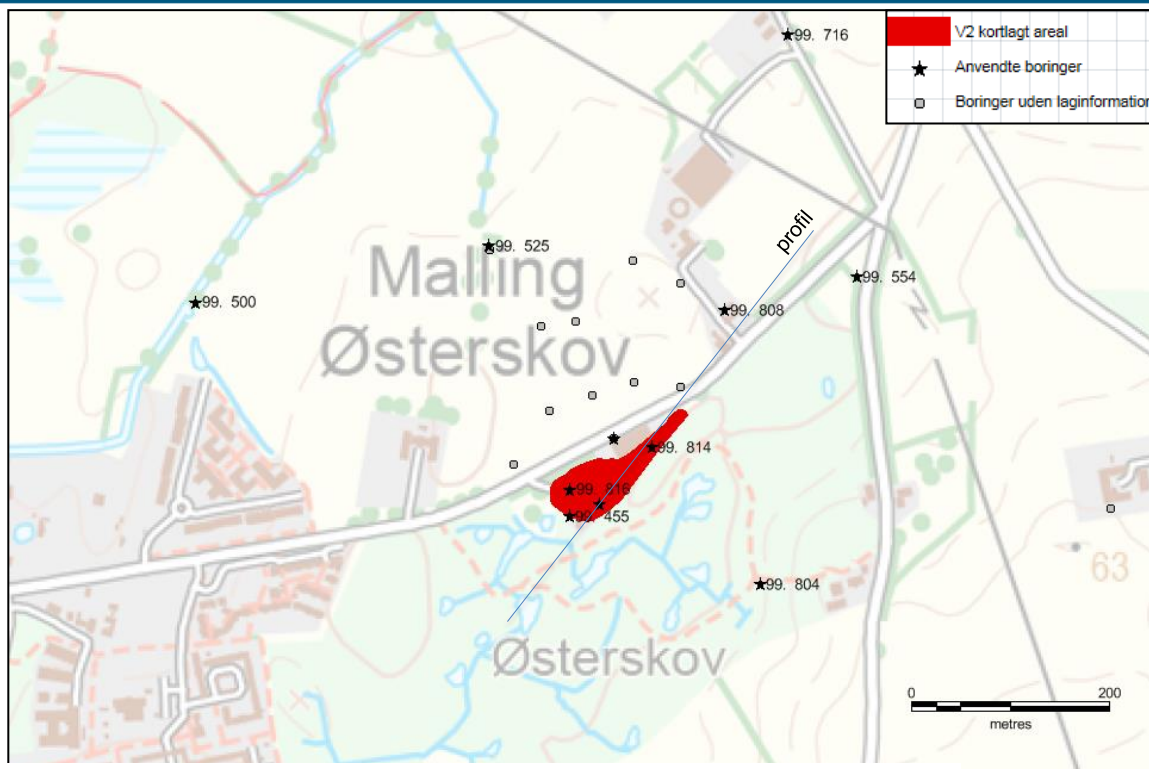 V2 kortlagt areal
Anvendte boringer
Boringer uden laginformation
99. 716
profil
99. 525
Malling
Østerskov
99. 500
99. 554
99. 808
99. 814
99. 816
455
99. 804
63
Østerskov
0 200
metres